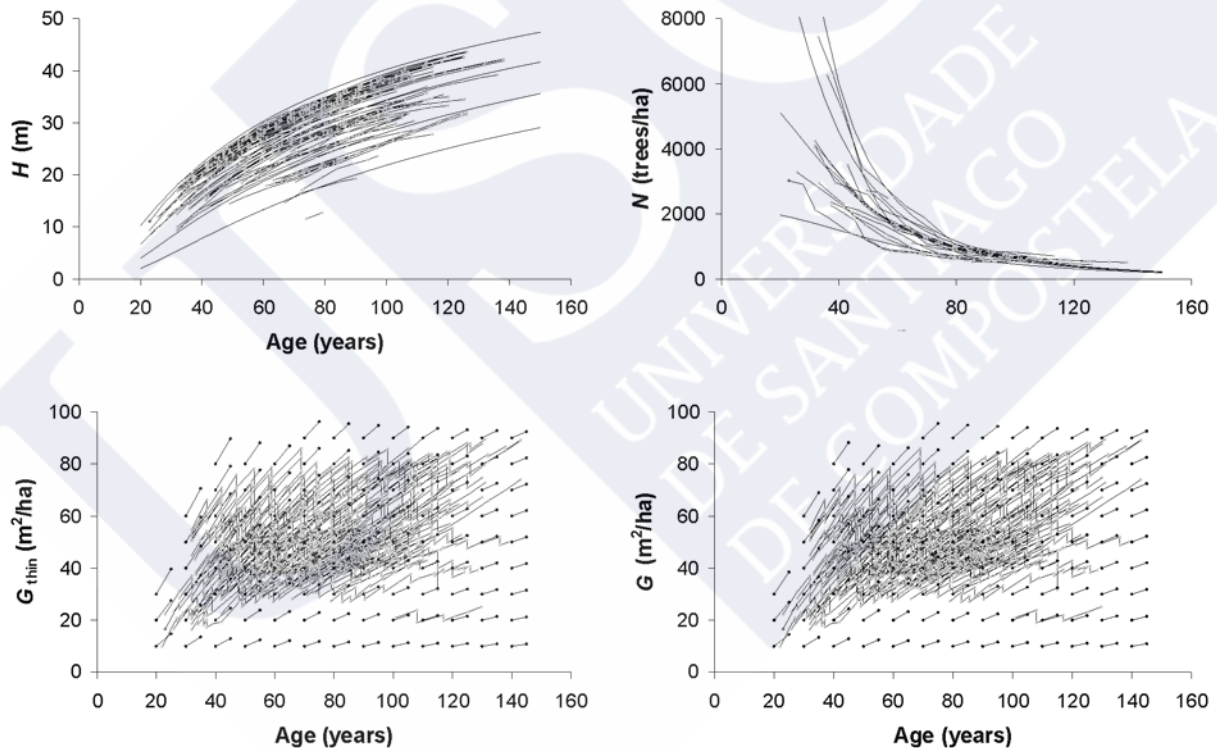 50
40
30
20
10
0
H (m)
0 20 40 60 80 100 120 140 160
Age (years)
8000
6000
4000
2000
0
N (trees/ha)
0 40 80 120 160
UNIVERSIDADE
DE SANTIAGO
DE COMPOSTELA
100
80
60
40
20
0
G thin (m²/ha)
0 20 40 60 80 100 120 140 160
Age (years)
100
80
60
40
20
0
G (m²/ha)
0 20 40 60 80 100 120 140 160
Age (years)